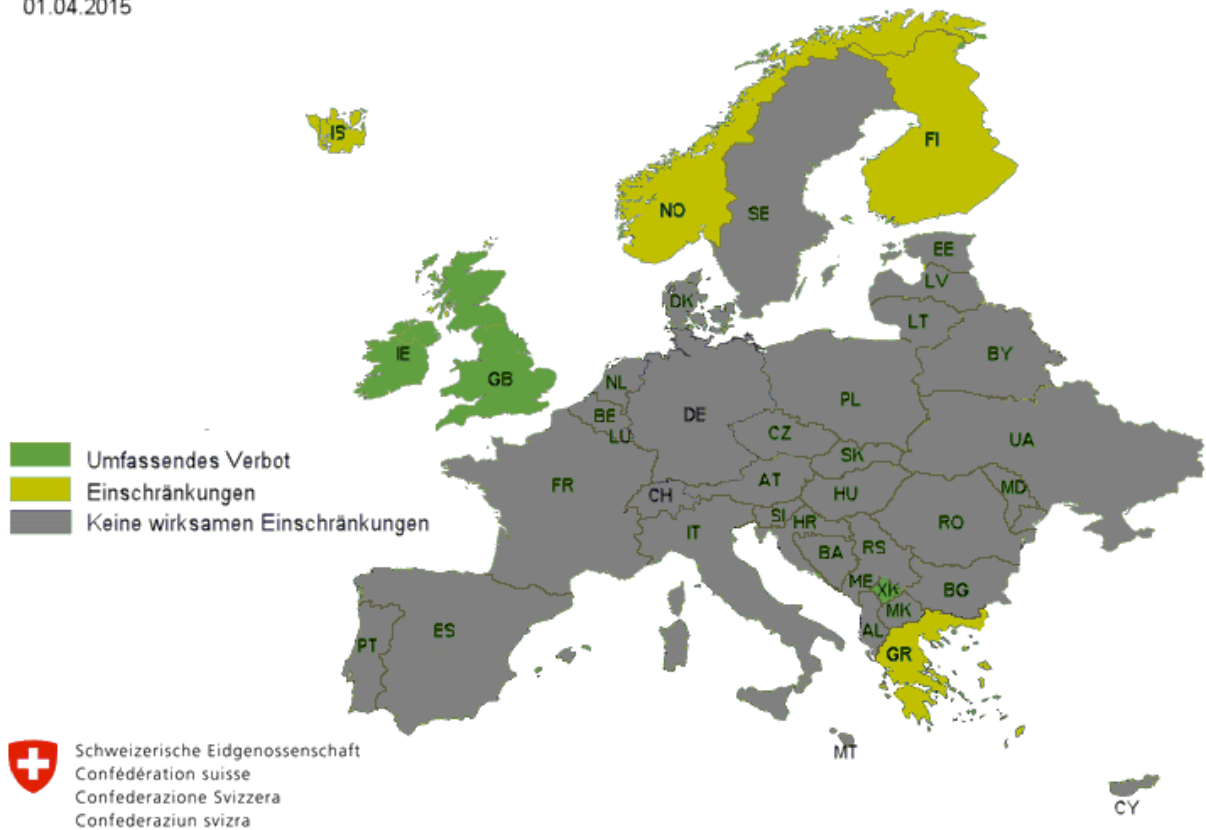 01.04.2015
IS
FI
NO
SE
EE
LV
DK
LT
IE
BY
GB
NL
PL
BE
DE
LU
CZ
UA
Umfassendes Verbot
SK
Einschränkungen
FR
AT
MD
CH
HU
Keine wirksamen Einschränkungen
SI
HR
RO
IT
BA
RS
ME
XK
BG
MK
ES
AL
PT
GR
MT
Schweizerische Eidgenossenschaft
Confédération suisse
Confederazione Svizzera
Confederaziun svizra
CY